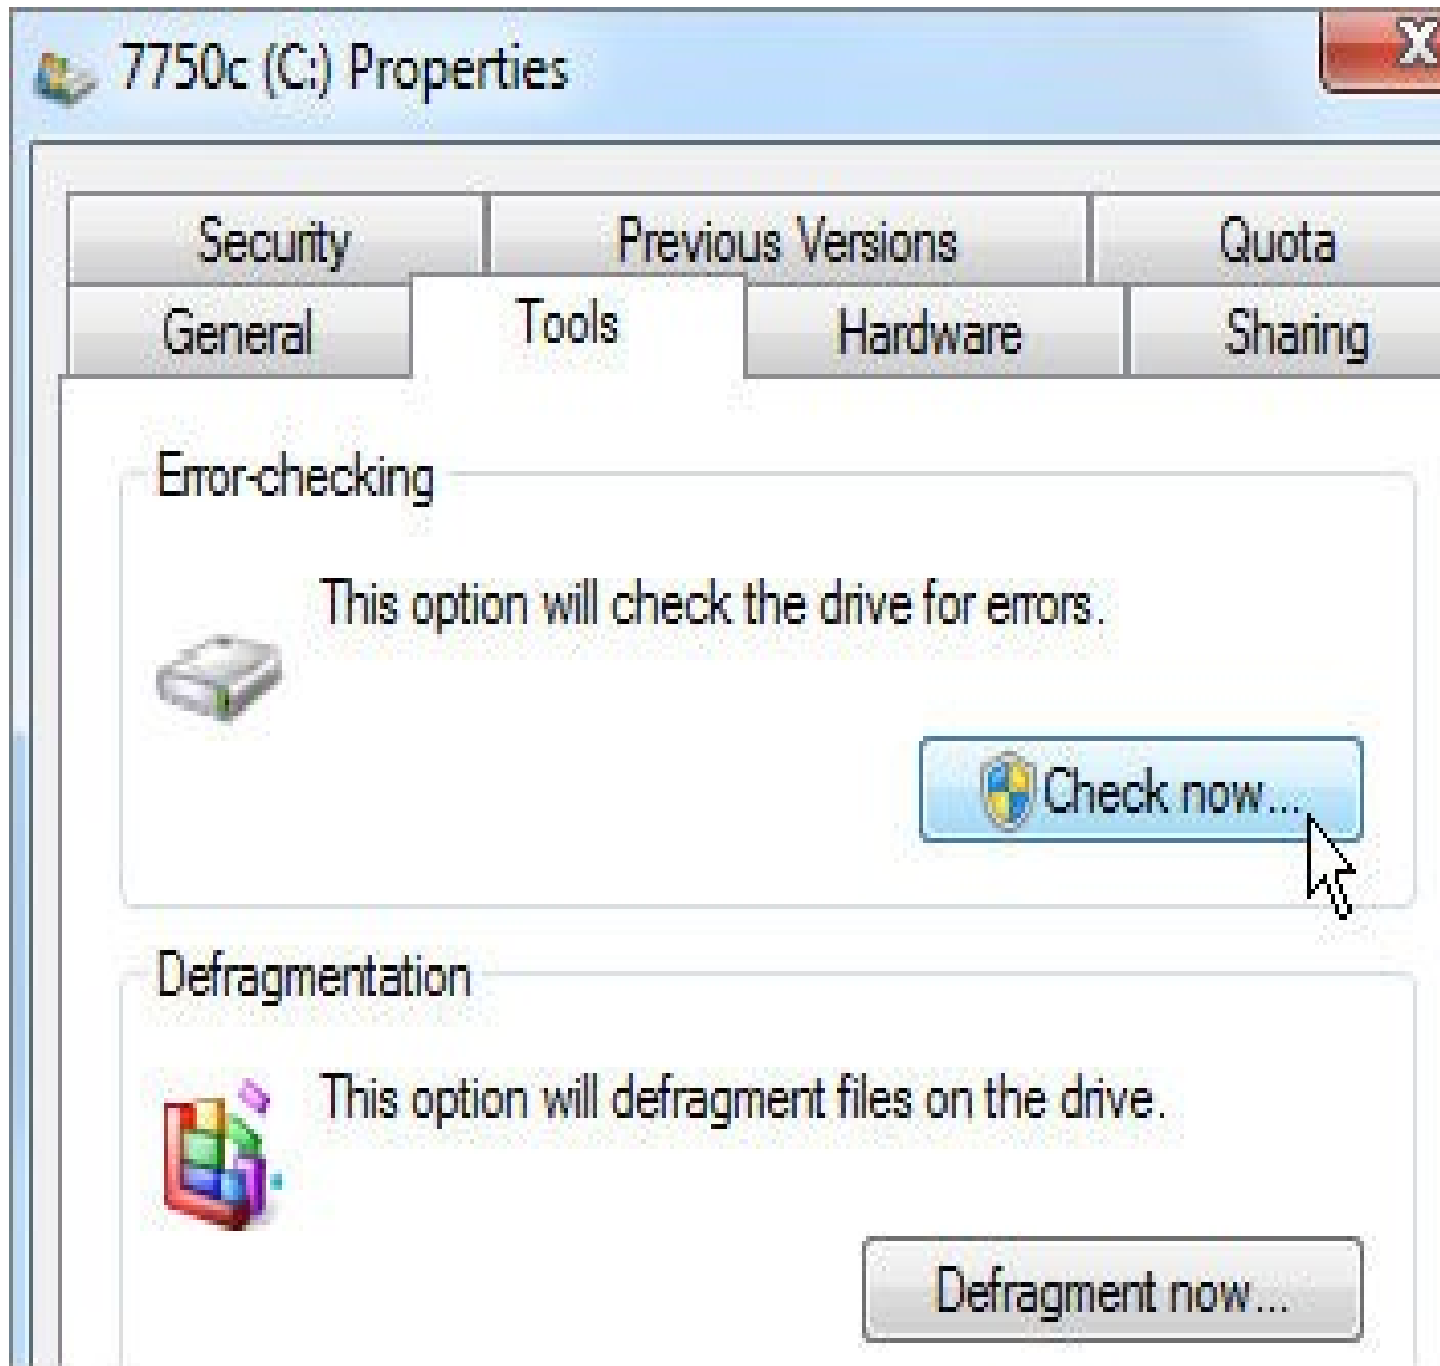 7750c (C:) Properties
X
Security Previous Versions Quota
General Tools Hardware Sharing
Error-checking
This option will check the drive for errors.
Check now...
Defragmentation
This option will defragment files on the drive.
Defragment now...